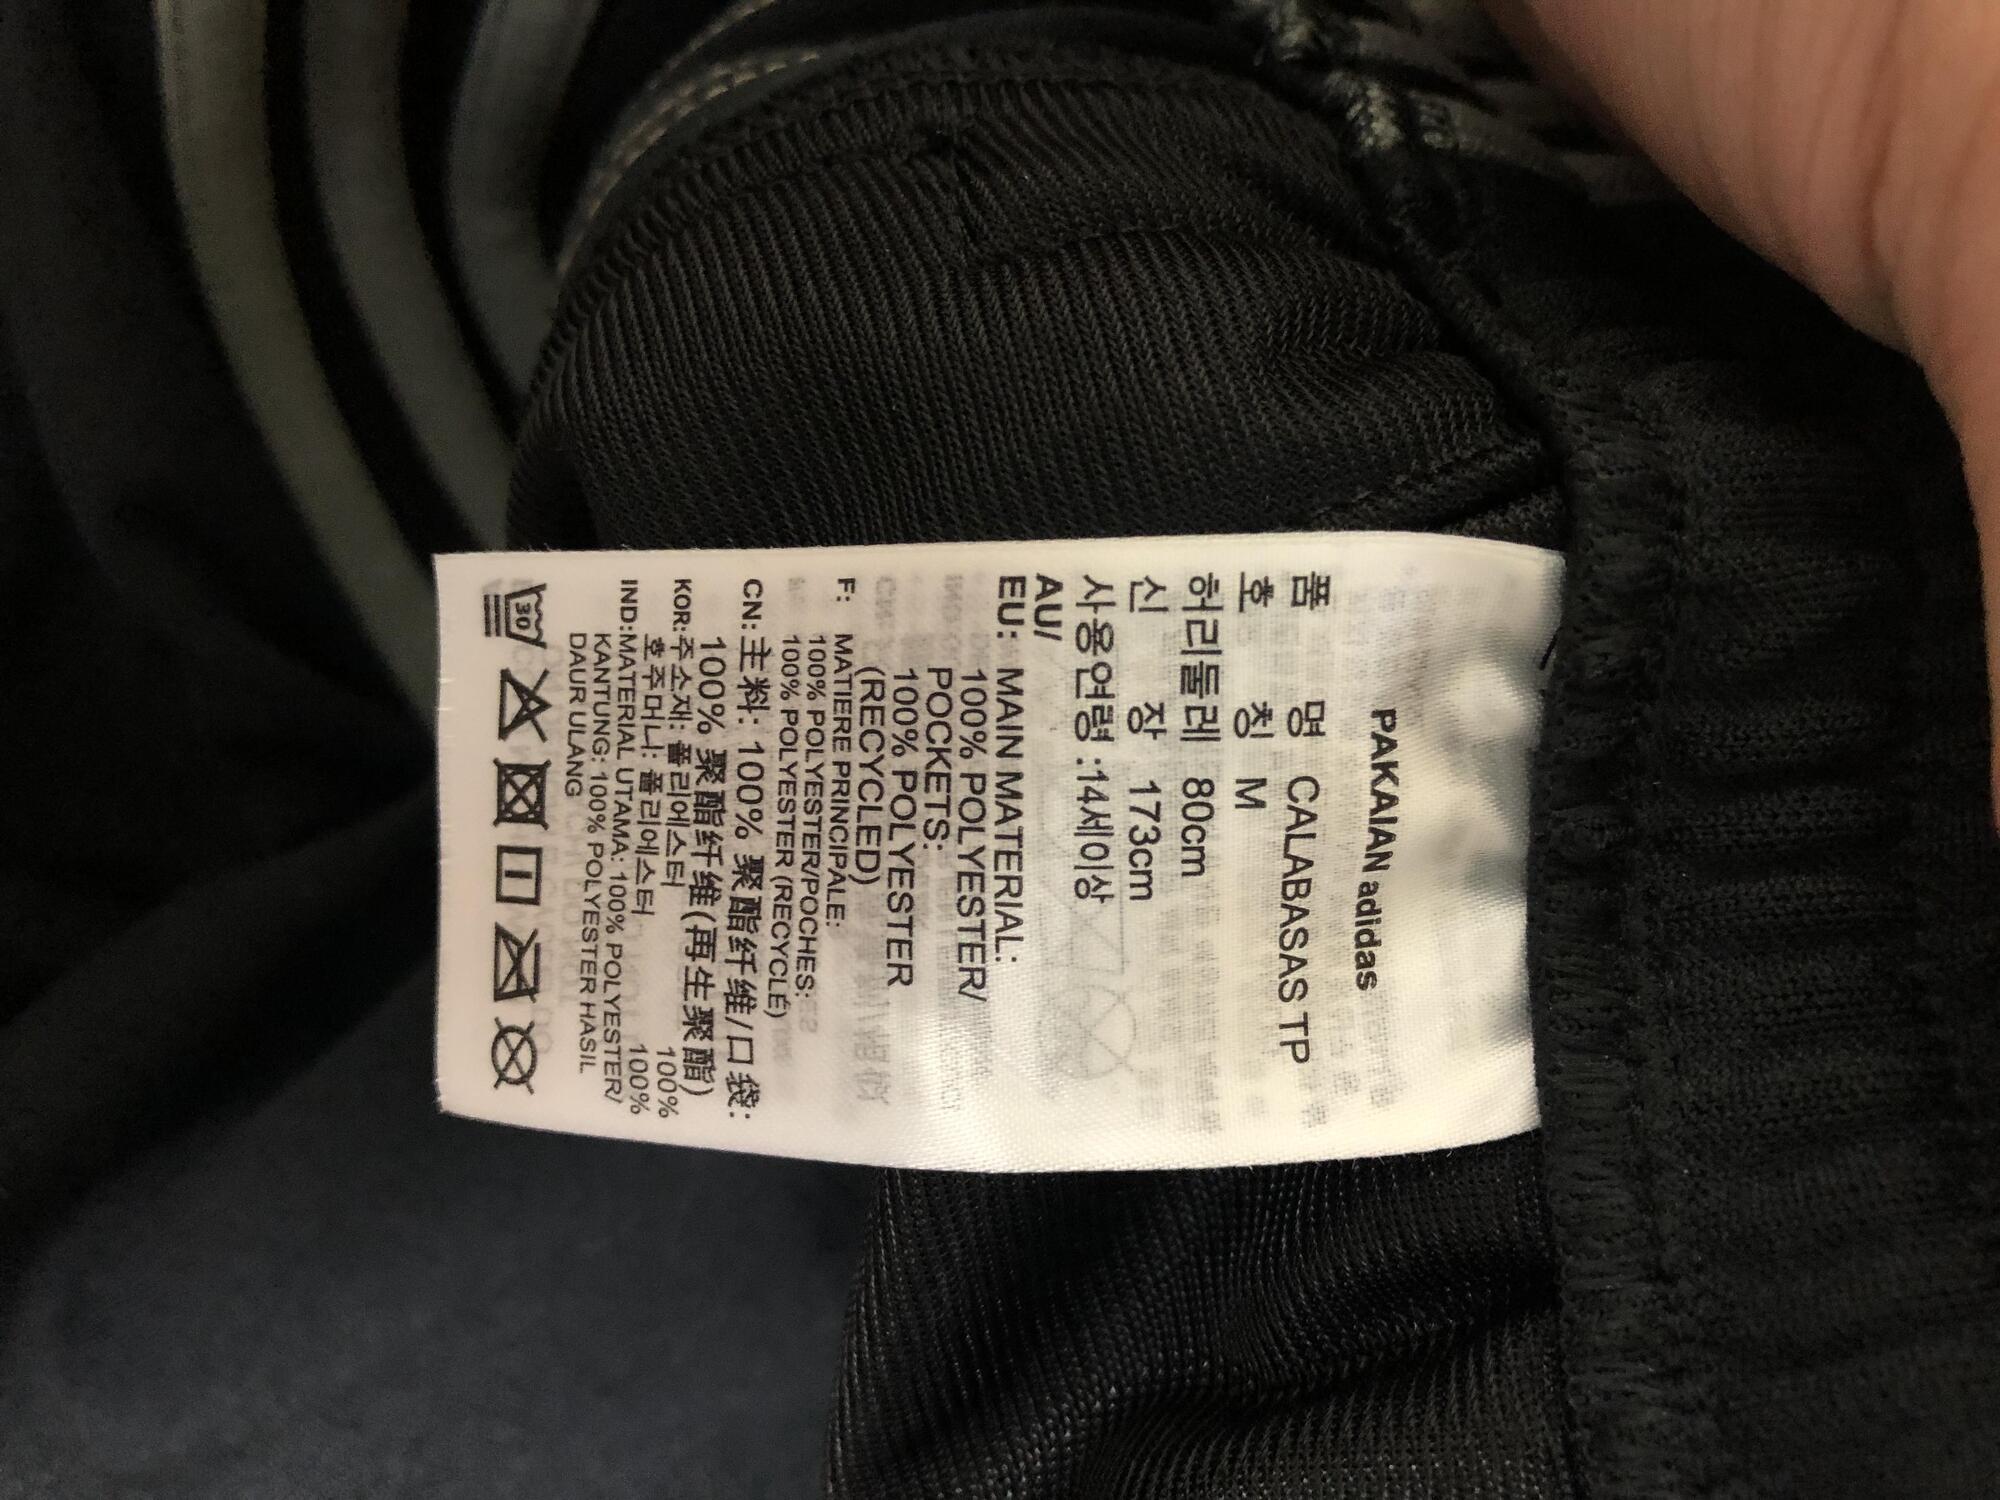 PAKAIAN adidas
품 명 CALABASAS TP
호 칭 M
허리둘레 80cm
신 장 173cm
사용연령 :14세이상
AU/
EU: MAIN MATERIAL:
100% POLYESTER/
POCKETS:
100% POLYESTER
(RECYCLED)
F: MATIERE PRINCIPALE:
100% POLYESTER/POCHES:
100% POLYESTER (RECYCLÉ)
CN: 主料: 100% 聚酯纤维/口袋:
100% 聚酯纤维(再生聚酯)
KOR: 주소재: 폴리에스터 100%
호주머니: 폴리에스터 100%
IND: MATERIAL UTAMA: 100% POLYESTER/
KANTUNG: 100% POLYESTER HASIL
DAUR ULANG
30